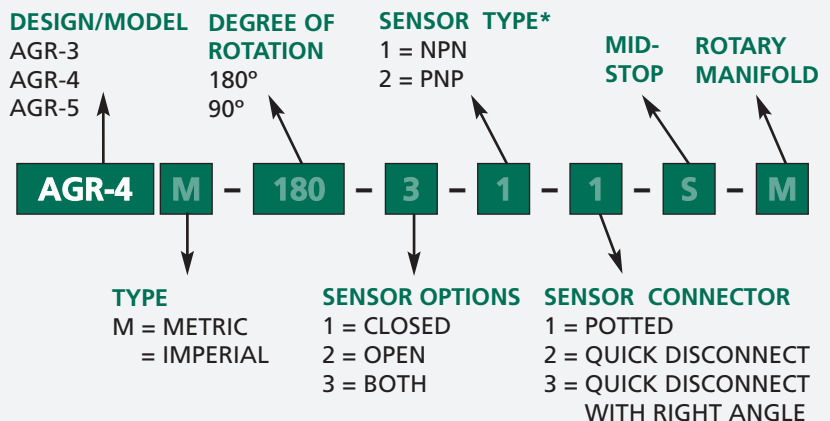 DESIGN/MODEL
AGR-3
AGR-4
AGR-5
DEGREE OF
ROTATION
180º
90º
SENSOR TYPE*
1 = NPN
2 = PNP
MID-
STOP
ROTARY
MANIFOLD
AGR-4 M – 180 – 3 – 1 – 1 – S – M
TYPE
M = METRIC
= IMPERIAL
SENSOR OPTIONS
1 = CLOSED
2 = OPEN
3 = BOTH
SENSOR CONNECTOR
1 = POTTED
2 = QUICK DISCONNECT
3 = QUICK DISCONNECT
WITH RIGHT ANGLE